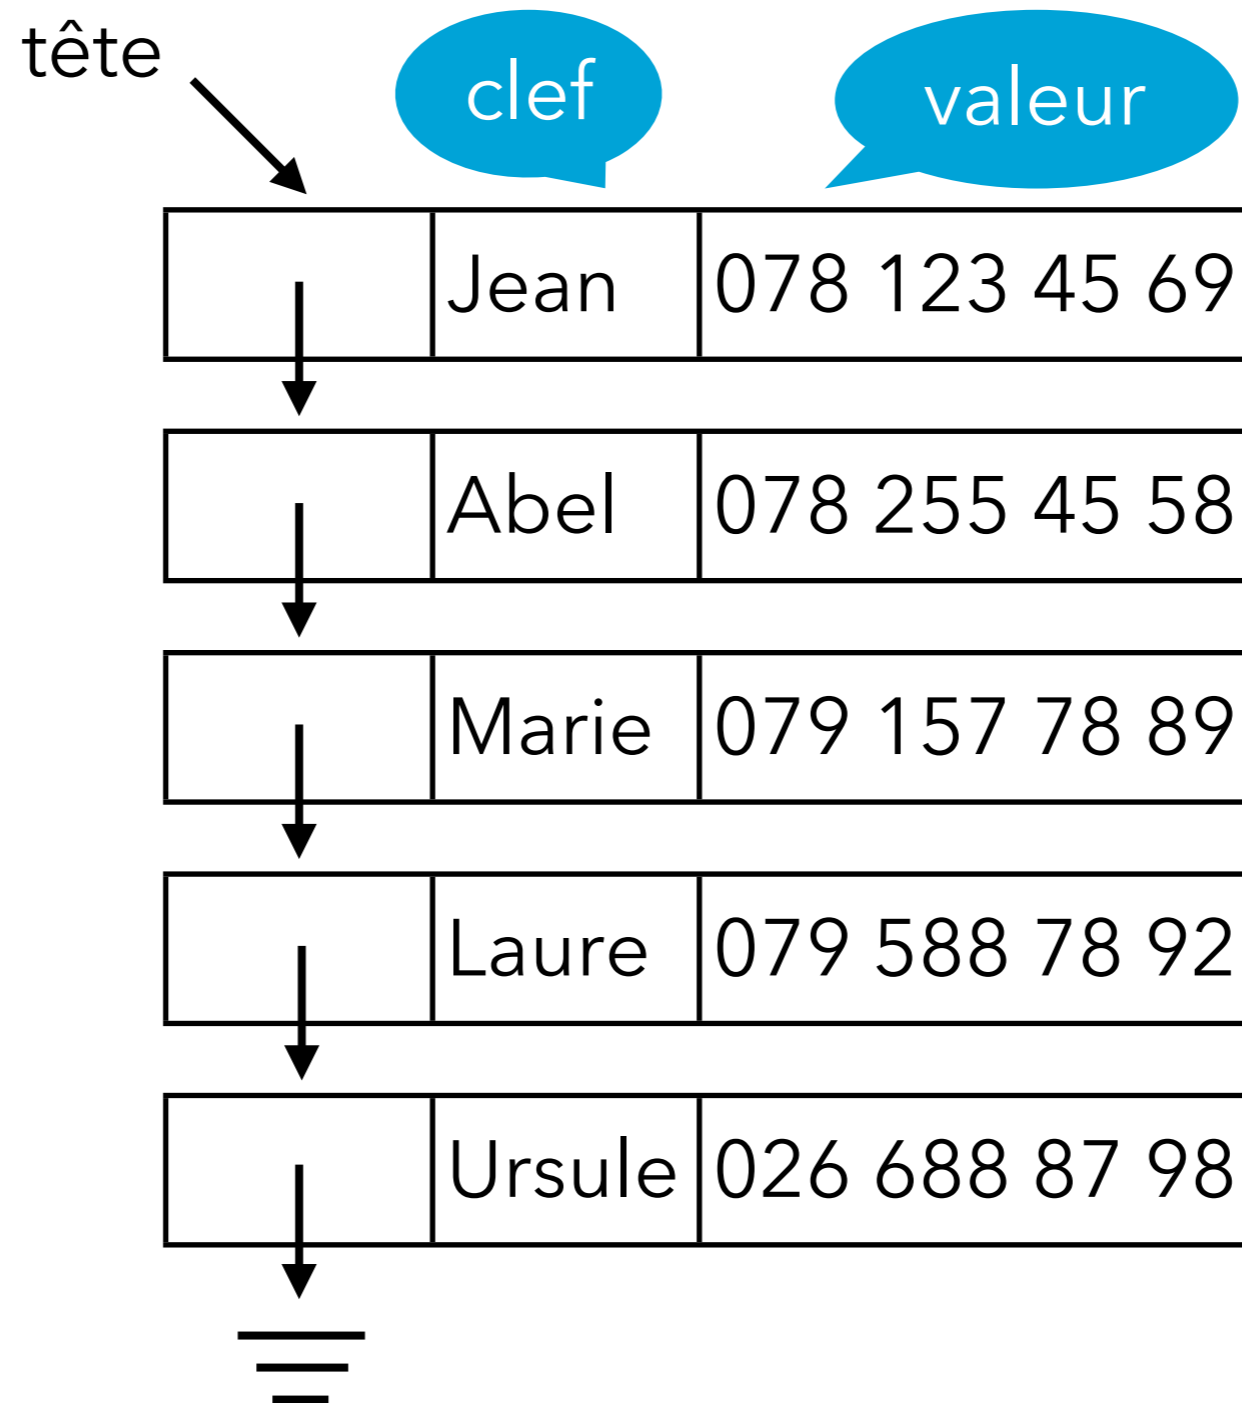 tête
clef
valeur
Jean 078 123 45 69
Abel 078 255 45 58
Marie 079 157 78 89
Laure 079 588 78 92
Ursule 026 688 87 98